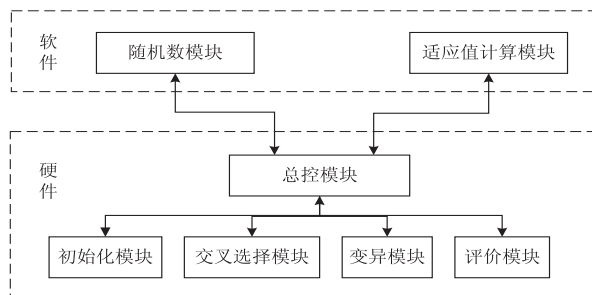 软件
随机数模块
适应值计算模块
硬件
总控模块
初始化模块
交叉选择模块
变异模块
评价模块